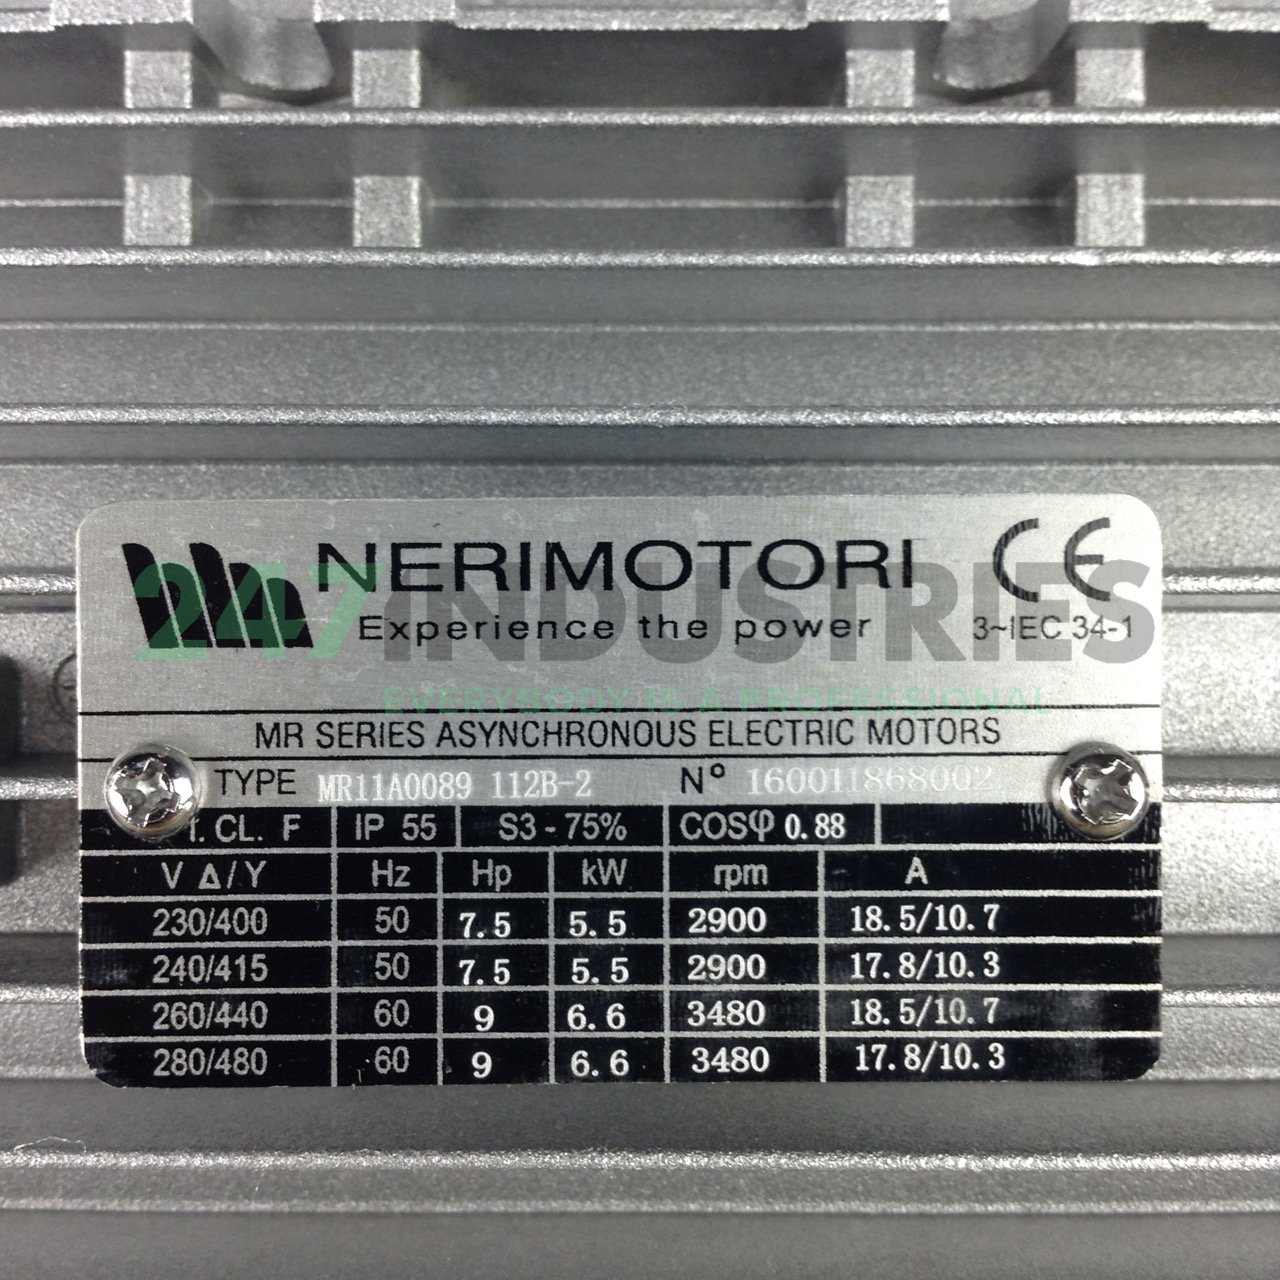 NERIMOTORI CE
Experience the power 3~IEC 34-1
247INDUSTRIES
EVERYBODY IS A PROFESSIONAL
MR SERIES ASYNCHRONOUS ELECTRIC MOTORS
TYPE MR11A0089 112B-2 N° 160011868002
I. CL. F IP 55 S3 - 75% COSφ 0.88
V Δ/Y Hz Hp kW rpm A
230/400 50 7.5 5.5 2900 18.5/10.7
240/415 50 7.5 5.5 2900 17.8/10.3
260/440 60 9 6.6 3480 18.5/10.7
280/480 60 9 6.6 3480 17.8/10.3